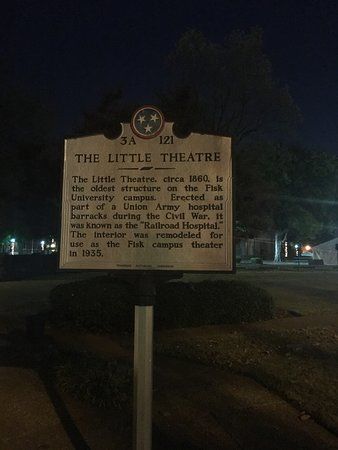 3A 121
THE LITTLE THEATRE
The Little Theatre, circa 1860, is
the oldest structure on the Fisk
University campus. Erected as
part of a Union Army hospital
barracks during the Civil War, it
was known as the "Railroad Hospital."
The interior was remodeled for
use as the Fisk campus theater
in 1935.